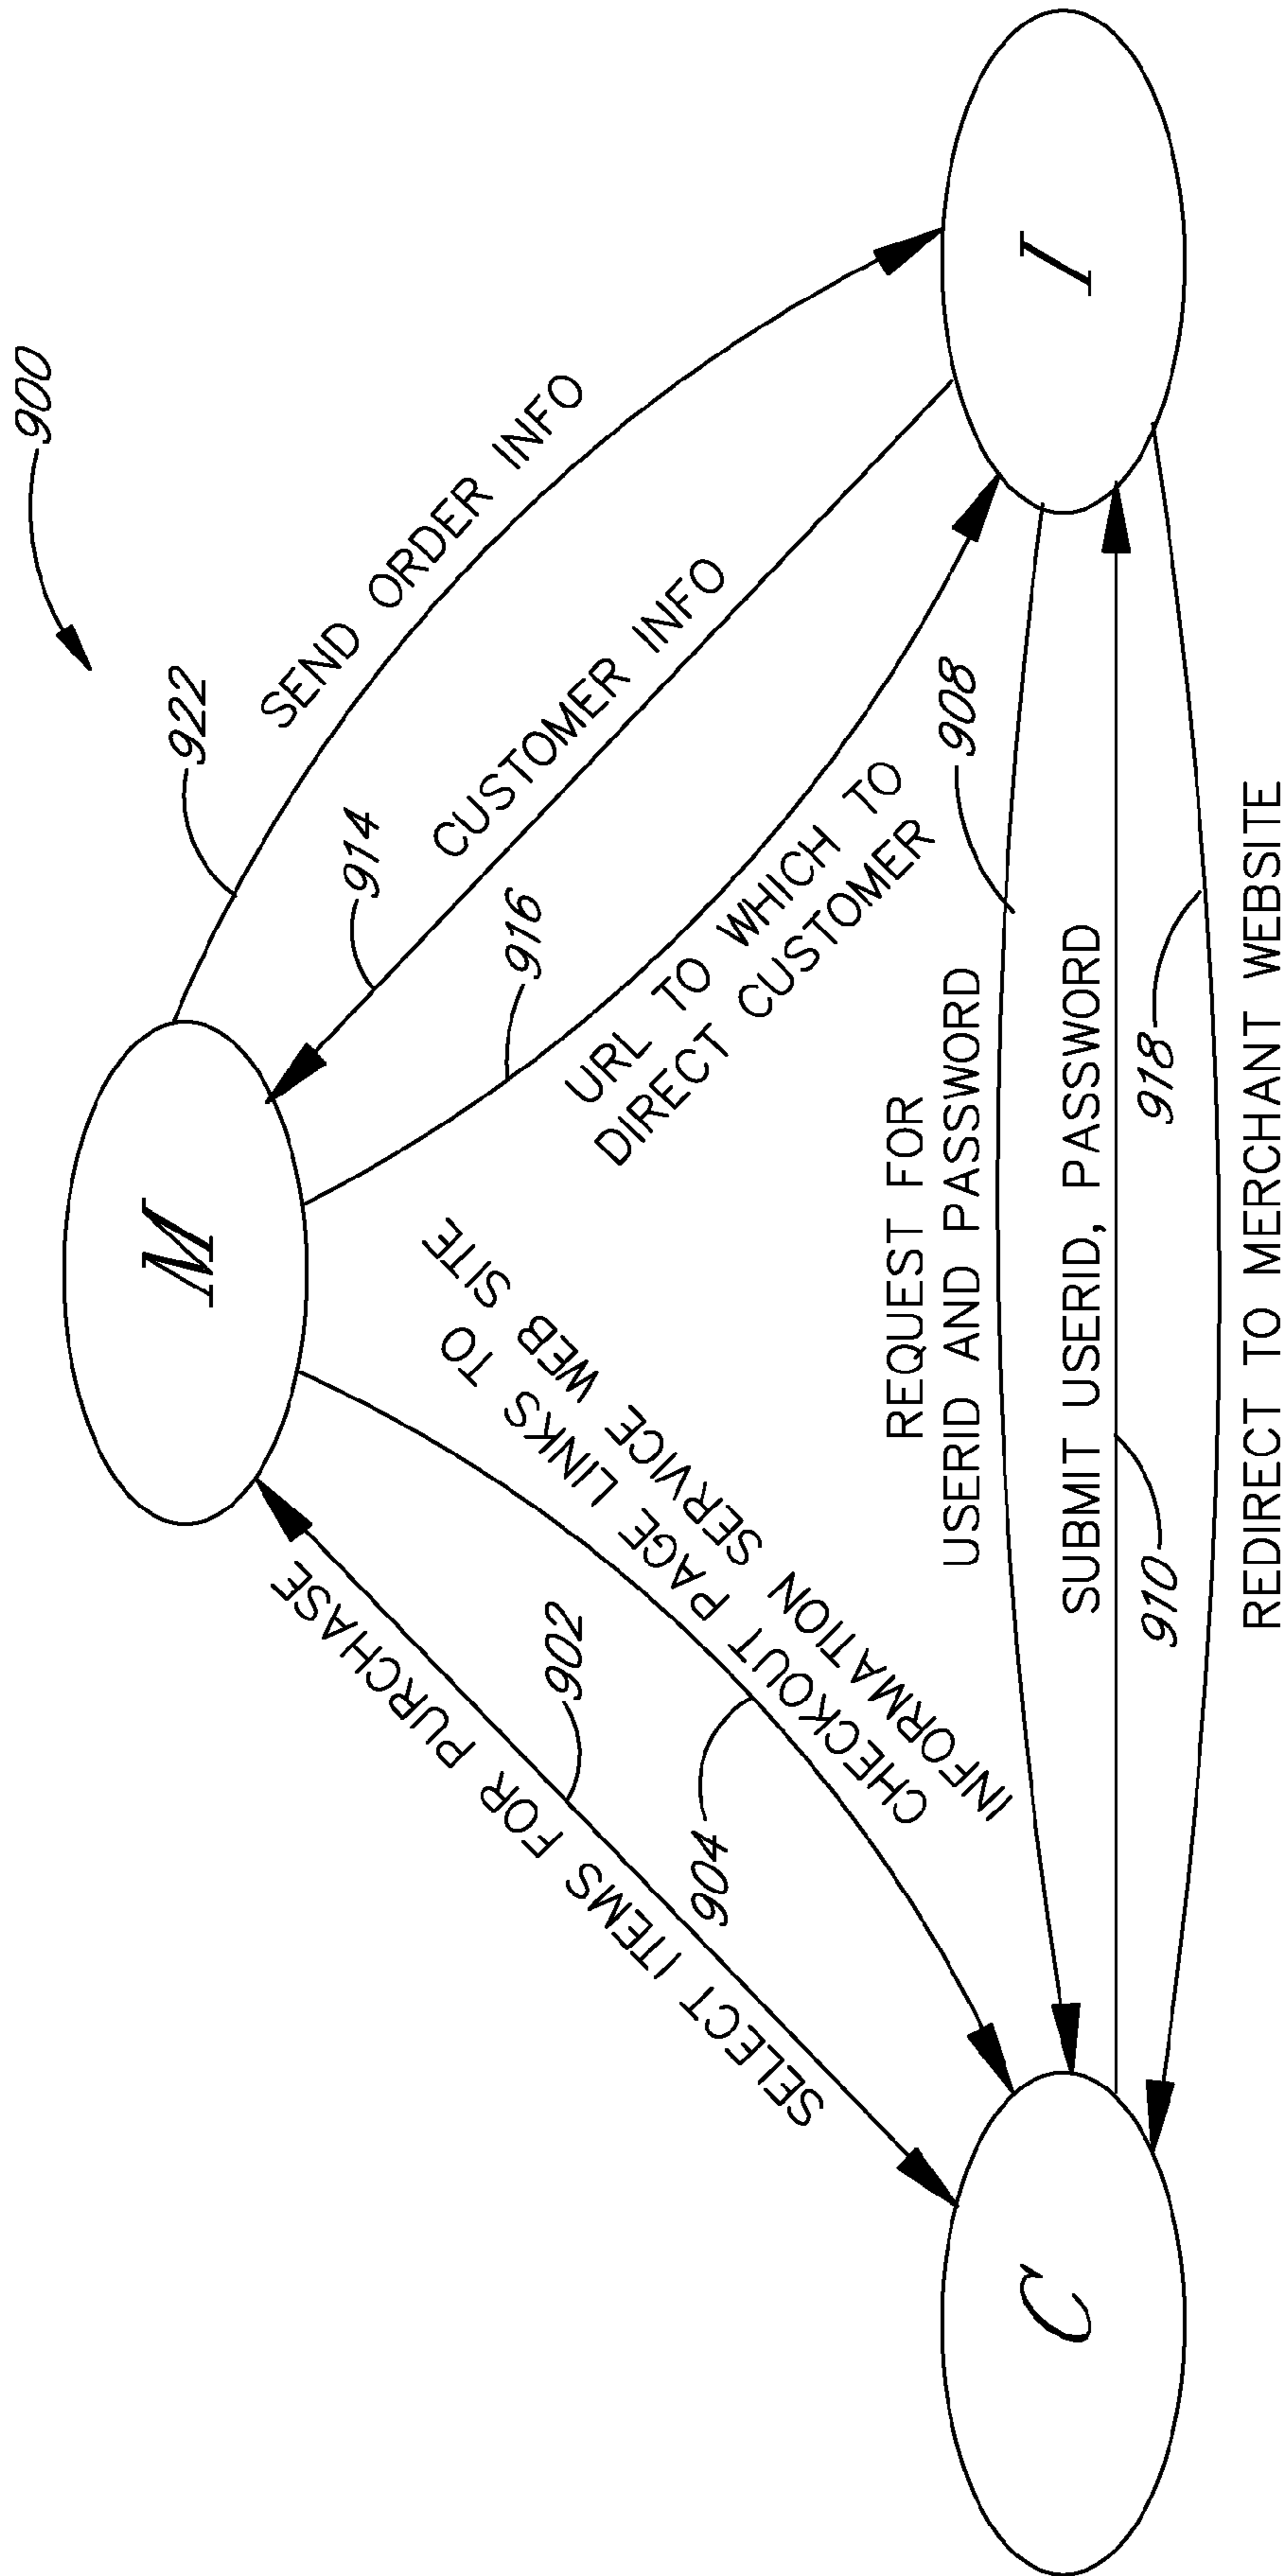 900
M
922
SEND ORDER INFO
914
CUSTOMER INFO
916
URL TO WHICH TO
DIRECT CUSTOMER
SELECT ITEMS FOR PURCHASE
902
904
CHECKOUT PAGE LINKS TO
INFORMATION SERVICE WEB SITE
908
REQUEST FOR
USERID AND PASSWORD
C
I
SUBMIT USERID, PASSWORD
910
918
REDIRECT TO MERCHANT WEBSITE